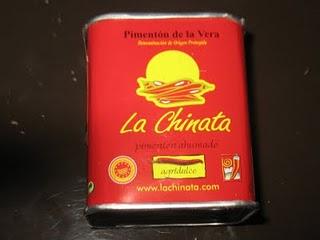 Pimentón de la Vera
Denominación de Origen Protegida
La Chinata
pimentón ahumado
agridulce
www.lachinata.com